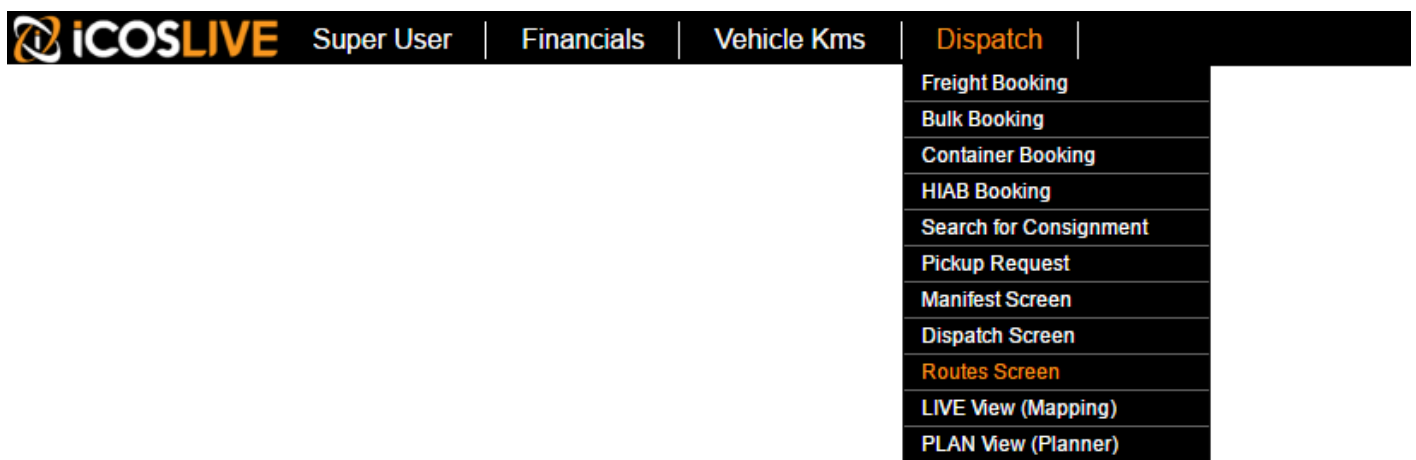 iCOSLIVE Super User Financials Vehicle Kms Dispatch
Freight Booking
Bulk Booking
Container Booking
HIAB Booking
Search for Consignment
Pickup Request
Manifest Screen
Dispatch Screen
Routes Screen
LIVE View (Mapping)
PLAN View (Planner)